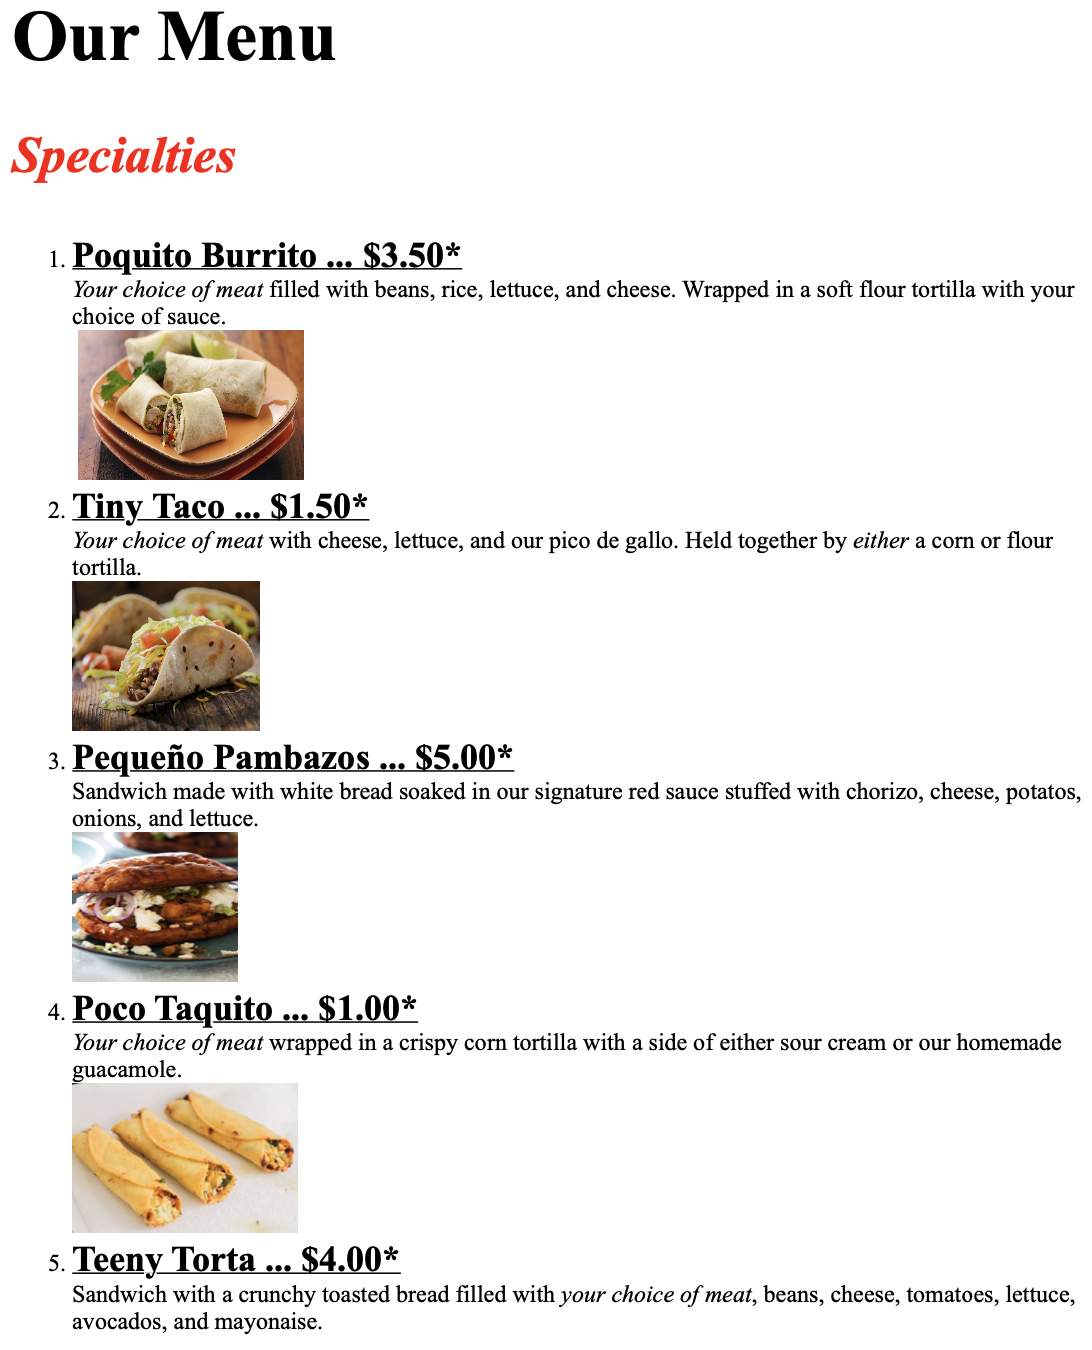 Our Menu
Specialties
1. Poquito Burrito ... $3.50*
Your choice of meat filled with beans, rice, lettuce, and cheese. Wrapped in a soft flour tortilla with your
choice of sauce.
2. Tiny Taco ... $1.50*
Your choice of meat with cheese, lettuce, and our pico de gallo. Held together by either a corn or flour
tortilla.
3. Pequeño Pambazos ... $5.00*
Sandwich made with white bread soaked in our signature red sauce stuffed with chorizo, cheese, potatos,
onions, and lettuce.
4. Poco Taquito ... $1.00*
Your choice of meat wrapped in a crispy corn tortilla with a side of either sour cream or our homemade
guacamole.
5. Teeny Torta ... $4.00*
Sandwich with a crunchy toasted bread filled with your choice of meat, beans, cheese, tomatoes, lettuce,
avocados, and mayonaise.